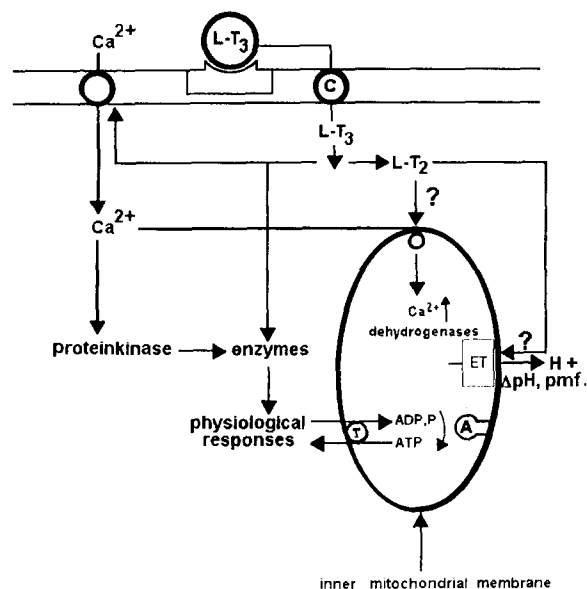 Ca2+
L-T3
C
L-T3
L-T2
?
Ca2+
Ca2+
dehydrogenases
proteinkinase
enzymes
ET
?
H +
ΔpH, pmf.
physiological
responses
T
ADP,P
ATP
A
inner mitochondrial membrane